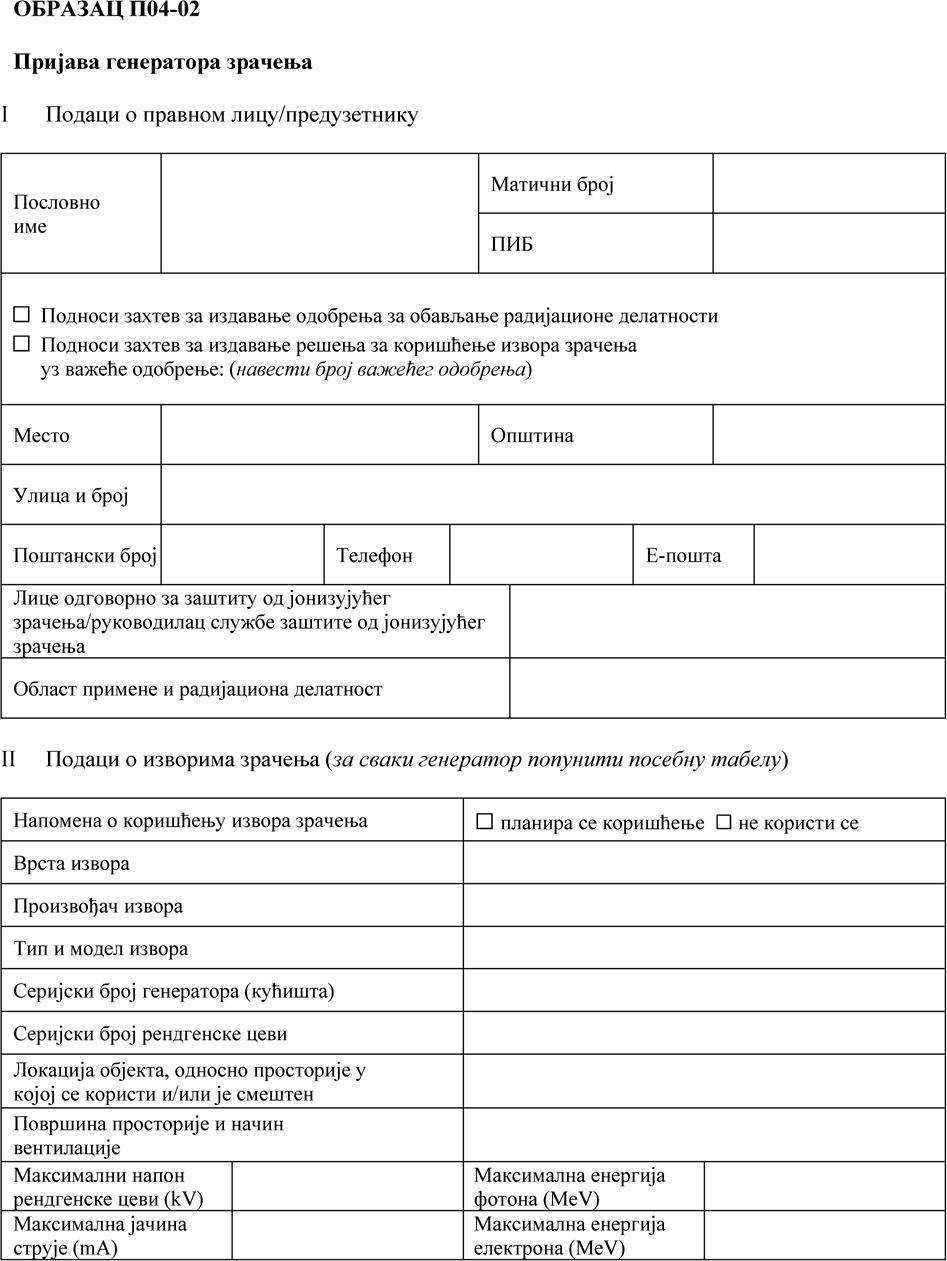 ОБРАЗАЦ П04-02
Пријава генератора зрачења
I Подаци о правном лицу/предузетнику
Пословно
име
Матични број
ПИБ
☐ Подноси захтев за издавање одобрења за обављање радијационе делатности
☐ Подноси захтев за издавање решења за коришћење извора зрачења
уз важеће одобрење: (навести број важећег одобрења)
Место
Општина
Улица и број
Поштански број
Телефон
Е-пошта
Лице одговорно за заштиту од јонизујућег
зрачења/руководилац службе заштите од јонизујућег
зрачења
Област примене и радијациона делатност
II Подаци о изворима зрачења (за сваки генератор попунити посебну табелу)
Напомена о коришћењу извора зрачења
☐ планира се коришћење ☐ не користи се
Врста извора
Произвођач извора
Тип и модел извора
Серијски број генератора (кућишта)
Серијски број рендгенске цеви
Локација објекта, односно просторије у
којој се користи и/или је смештен
Површина просторије и начин
вентилације
Максимални напон
рендгенске цеви (kV)
Максимална енергија
фотона (MeV)
Максимална јачина
струје (mA)
Максимална енергија
електрона (MeV)